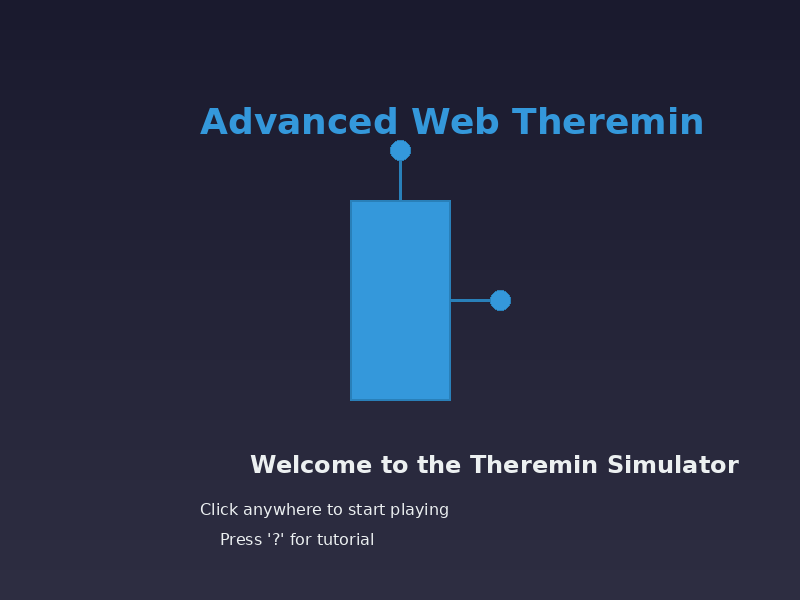 Advanced Web Theremin
Welcome to the Theremin Simulator
Click anywhere to start playing
Press '?' for tutorial